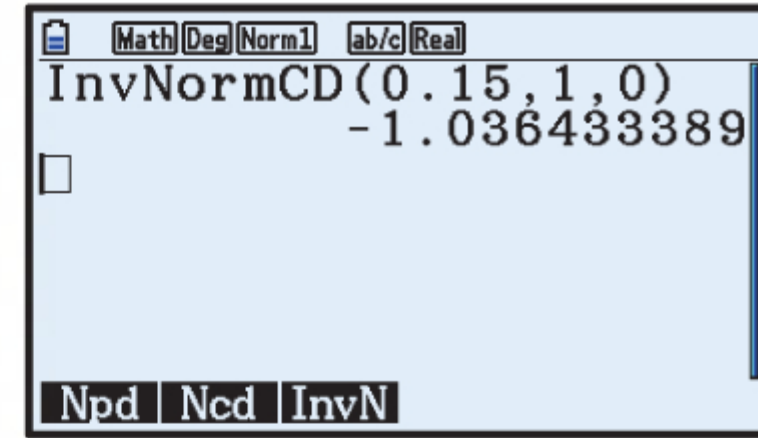 Math Deg Norm1 ab/c Real
InvNormCD(0.15,1,0)
-1.036433389
Npd Ncd InvN